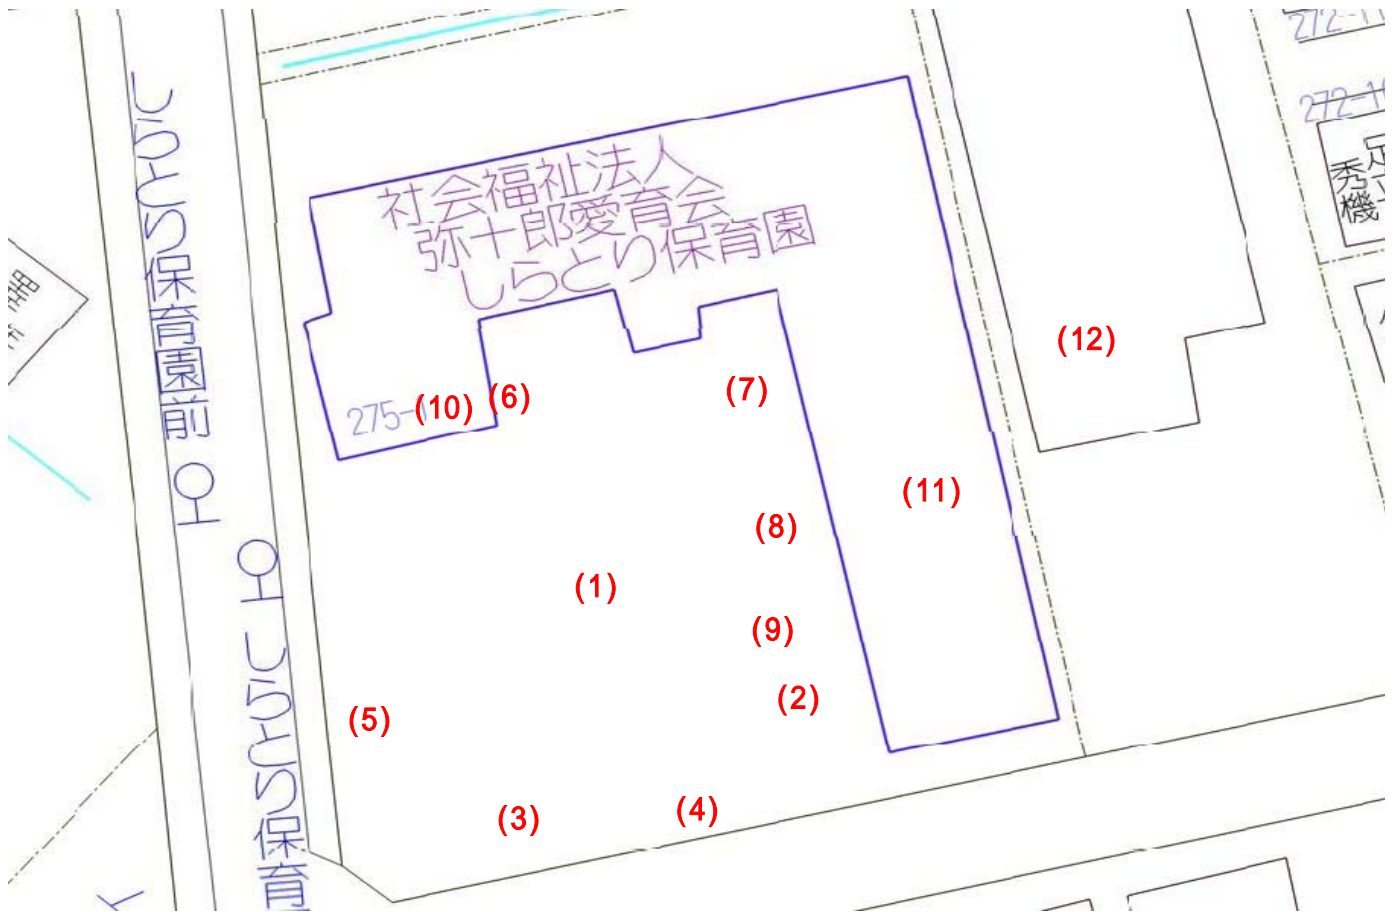 しらとり保育園前
社会福祉法人
弥十郎愛育会
しらとり保育園
272-1
秀
機
275-1
(10)
(6)
(7)
(12)
(11)
(8)
(1)
(9)
(2)
(5)
(3)
(4)
しらとり保育